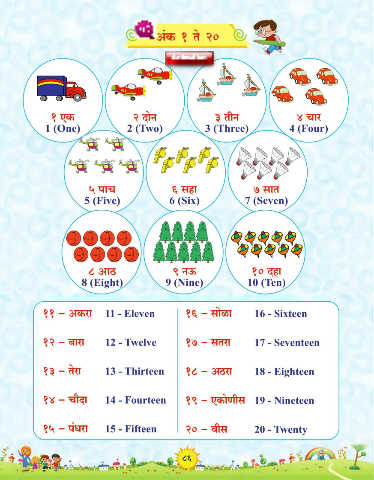 अंक १ ते २०
१ एक
1 (One)
२ दोन
2 (Two)
३ तीन
3 (Three)
४ चार
4 (Four)
५ पाच
5 (Five)
६ सहा
6 (Six)
७ सात
7 (Seven)
८ आठ
8 (Eight)
९ नऊ
9 (Nine)
१० दहा
10 (Ten)
११ – अकरा 11 - Eleven
१२ – बारा 12 - Twelve
१३ – तेरा 13 - Thirteen
१४ – चौदा 14 - Fourteen
१५ – पंधरा 15 - Fifteen
१६ – सोळा 16 - Sixteen
१७ – सतरा 17 - Seventeen
१८ – अठरा 18 - Eighteen
१९ – एकोणीस 19 - Nineteen
२० – वीस 20 - Twenty